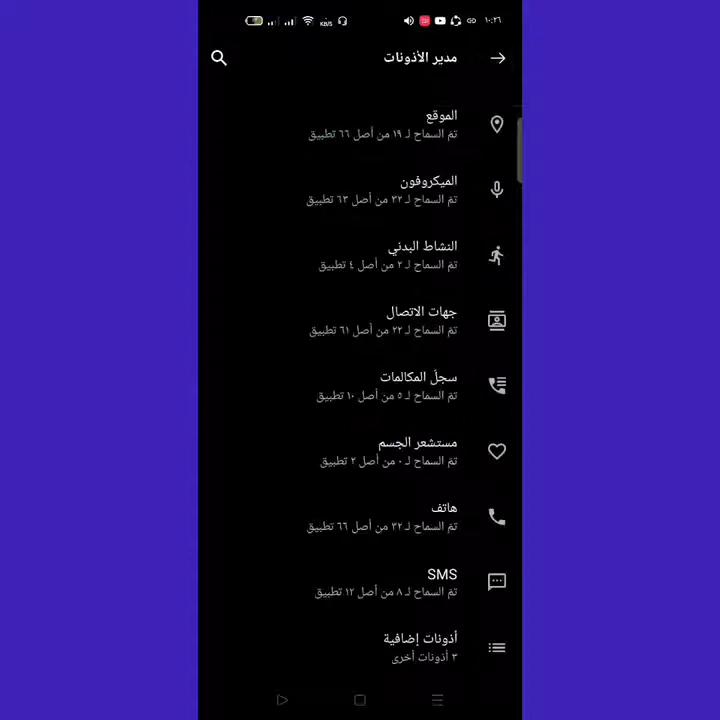 ١٠:٢٦
KB/S
مدير الأذونات
الموقع
تم السماح لـ ١٩ من أصل ٦٦ تطبيق
الميكروفون
تم السماح لـ ٣٢ من أصل ٦٣ تطبيق
النشاط البدني
تم السماح لـ ٢ من أصل ٤ تطبيق
جهات الاتصال
تم السماح لـ ٢٢ من أصل ٦١ تطبيق
سجلّ المكالمات
تم السماح لـ ٥ من أصل ١٠ تطبيق
مستشعر الجسم
تم السماح لـ ٠ من أصل ٢ تطبيق
هاتف
تم السماح لـ ٣٢ من أصل ٦٦ تطبيق
SMS
تم السماح لـ ٨ من أصل ١٢ تطبيق
أذونات إضافية
٣ أذونات أخرى